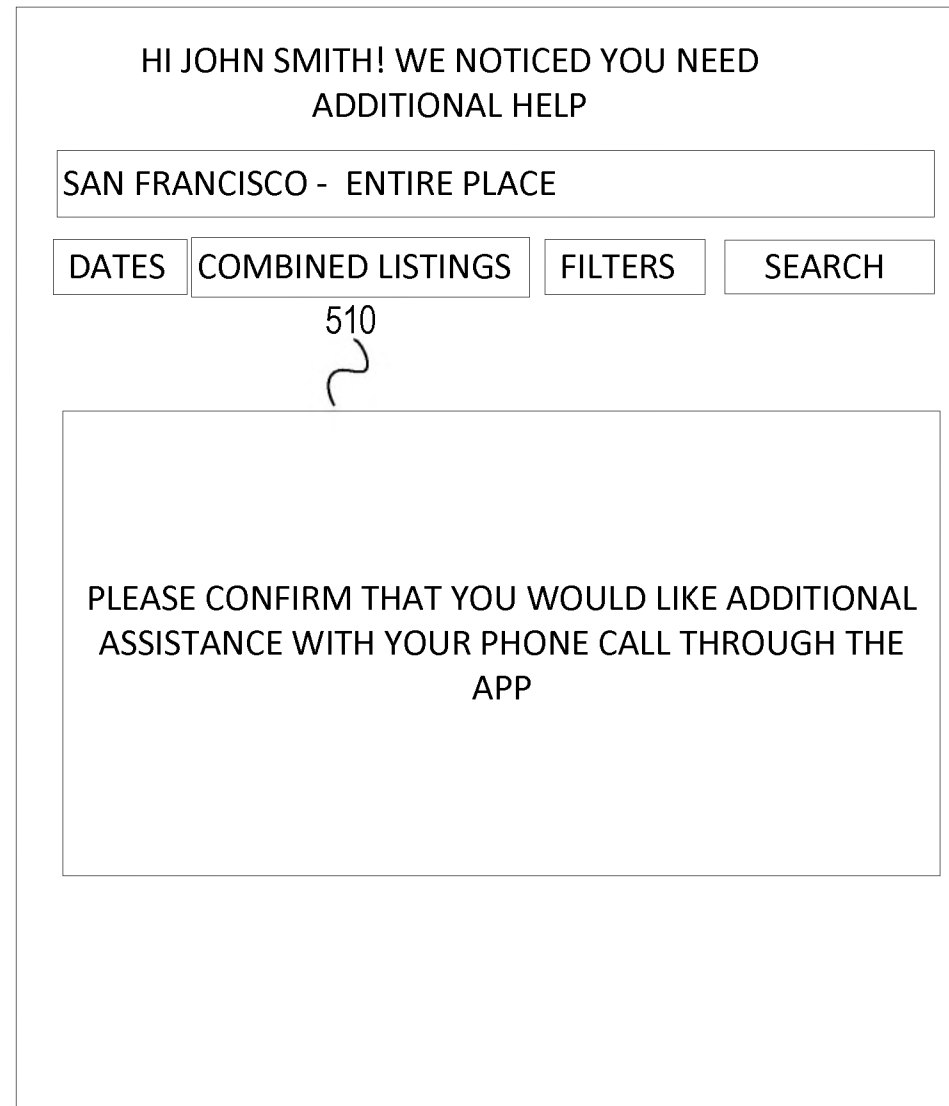 HI JOHN SMITH! WE NOTICED YOU NEED
ADDITIONAL HELP
SAN FRANCISCO - ENTIRE PLACE
DATES COMBINED LISTINGS FILTERS SEARCH
510
PLEASE CONFIRM THAT YOU WOULD LIKE ADDITIONAL
ASSISTANCE WITH YOUR PHONE CALL THROUGH THE
APP